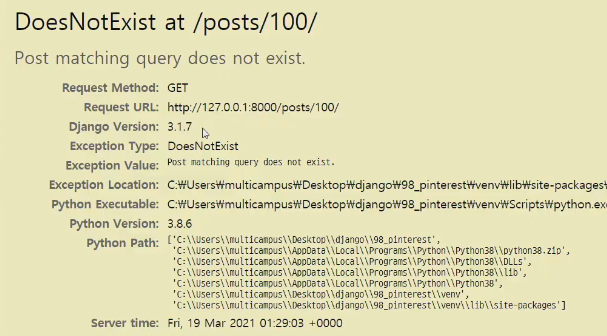 DoesNotExist at /posts/100/
Post matching query does not exist.
Request Method: GET
Request URL: http://127.0.0.1:8000/posts/100/
Django Version: 3.1.7
Exception Type: DoesNotExist
Exception Value: Post matching query does not exist.
Exception Location: C:₩Users₩multicampus₩Desktop₩django₩98_pinterest₩venv₩lib₩site-packages₩
Python Executable: C:₩Users₩multicampus₩Desktop₩django₩98_pinterest₩venv₩Scripts₩python.exe
Python Version: 3.8.6
Python Path: ['C:\\Users\\multicampus\\Desktop\\django\\98_pinterest',
'C:\\Users\\multicampus\\AppData\\Local\\Programs\\Python\\Python38\\python38.zip',
'C:\\Users\\multicampus\\AppData\\Local\\Programs\\Python\\Python38\\DLLs',
'C:\\Users\\multicampus\\AppData\\Local\\Programs\\Python\\Python38\\lib',
'C:\\Users\\multicampus\\AppData\\Local\\Programs\\Python\\Python38',
'C:\\Users\\multicampus\\Desktop\\django\\98_pinterest\\venv',
'C:\\Users\\multicampus\\Desktop\\django\\98_pinterest\\venv\\lib\\site-packages']
Server time: Fri, 19 Mar 2021 01:29:03 +0000